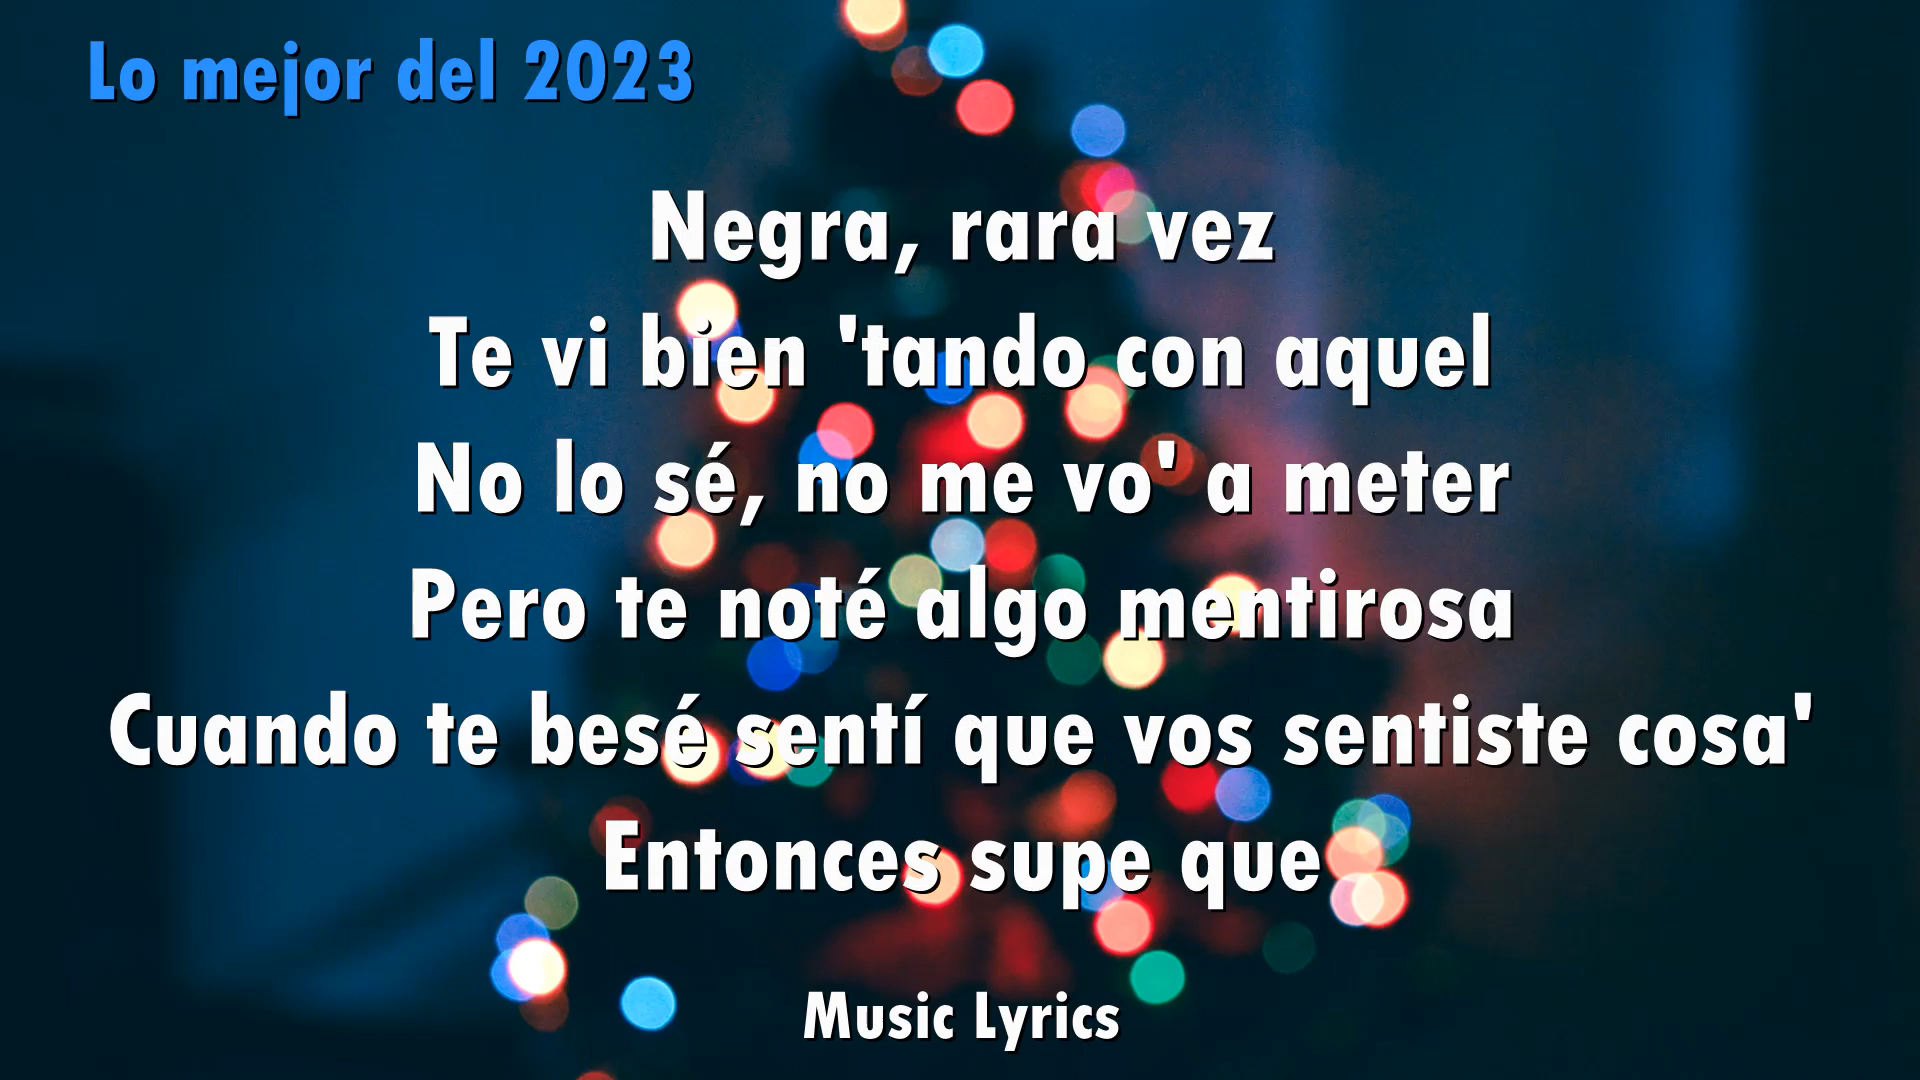 Lo mejor del 2023
Negra, rara vez
Te vi bien 'tando con aquel
No lo sé, no me vo' a meter
Pero te noté algo mentirosa
Cuando te besé sentí que vos sentiste cosa'
Entonces supe que
Music Lyrics